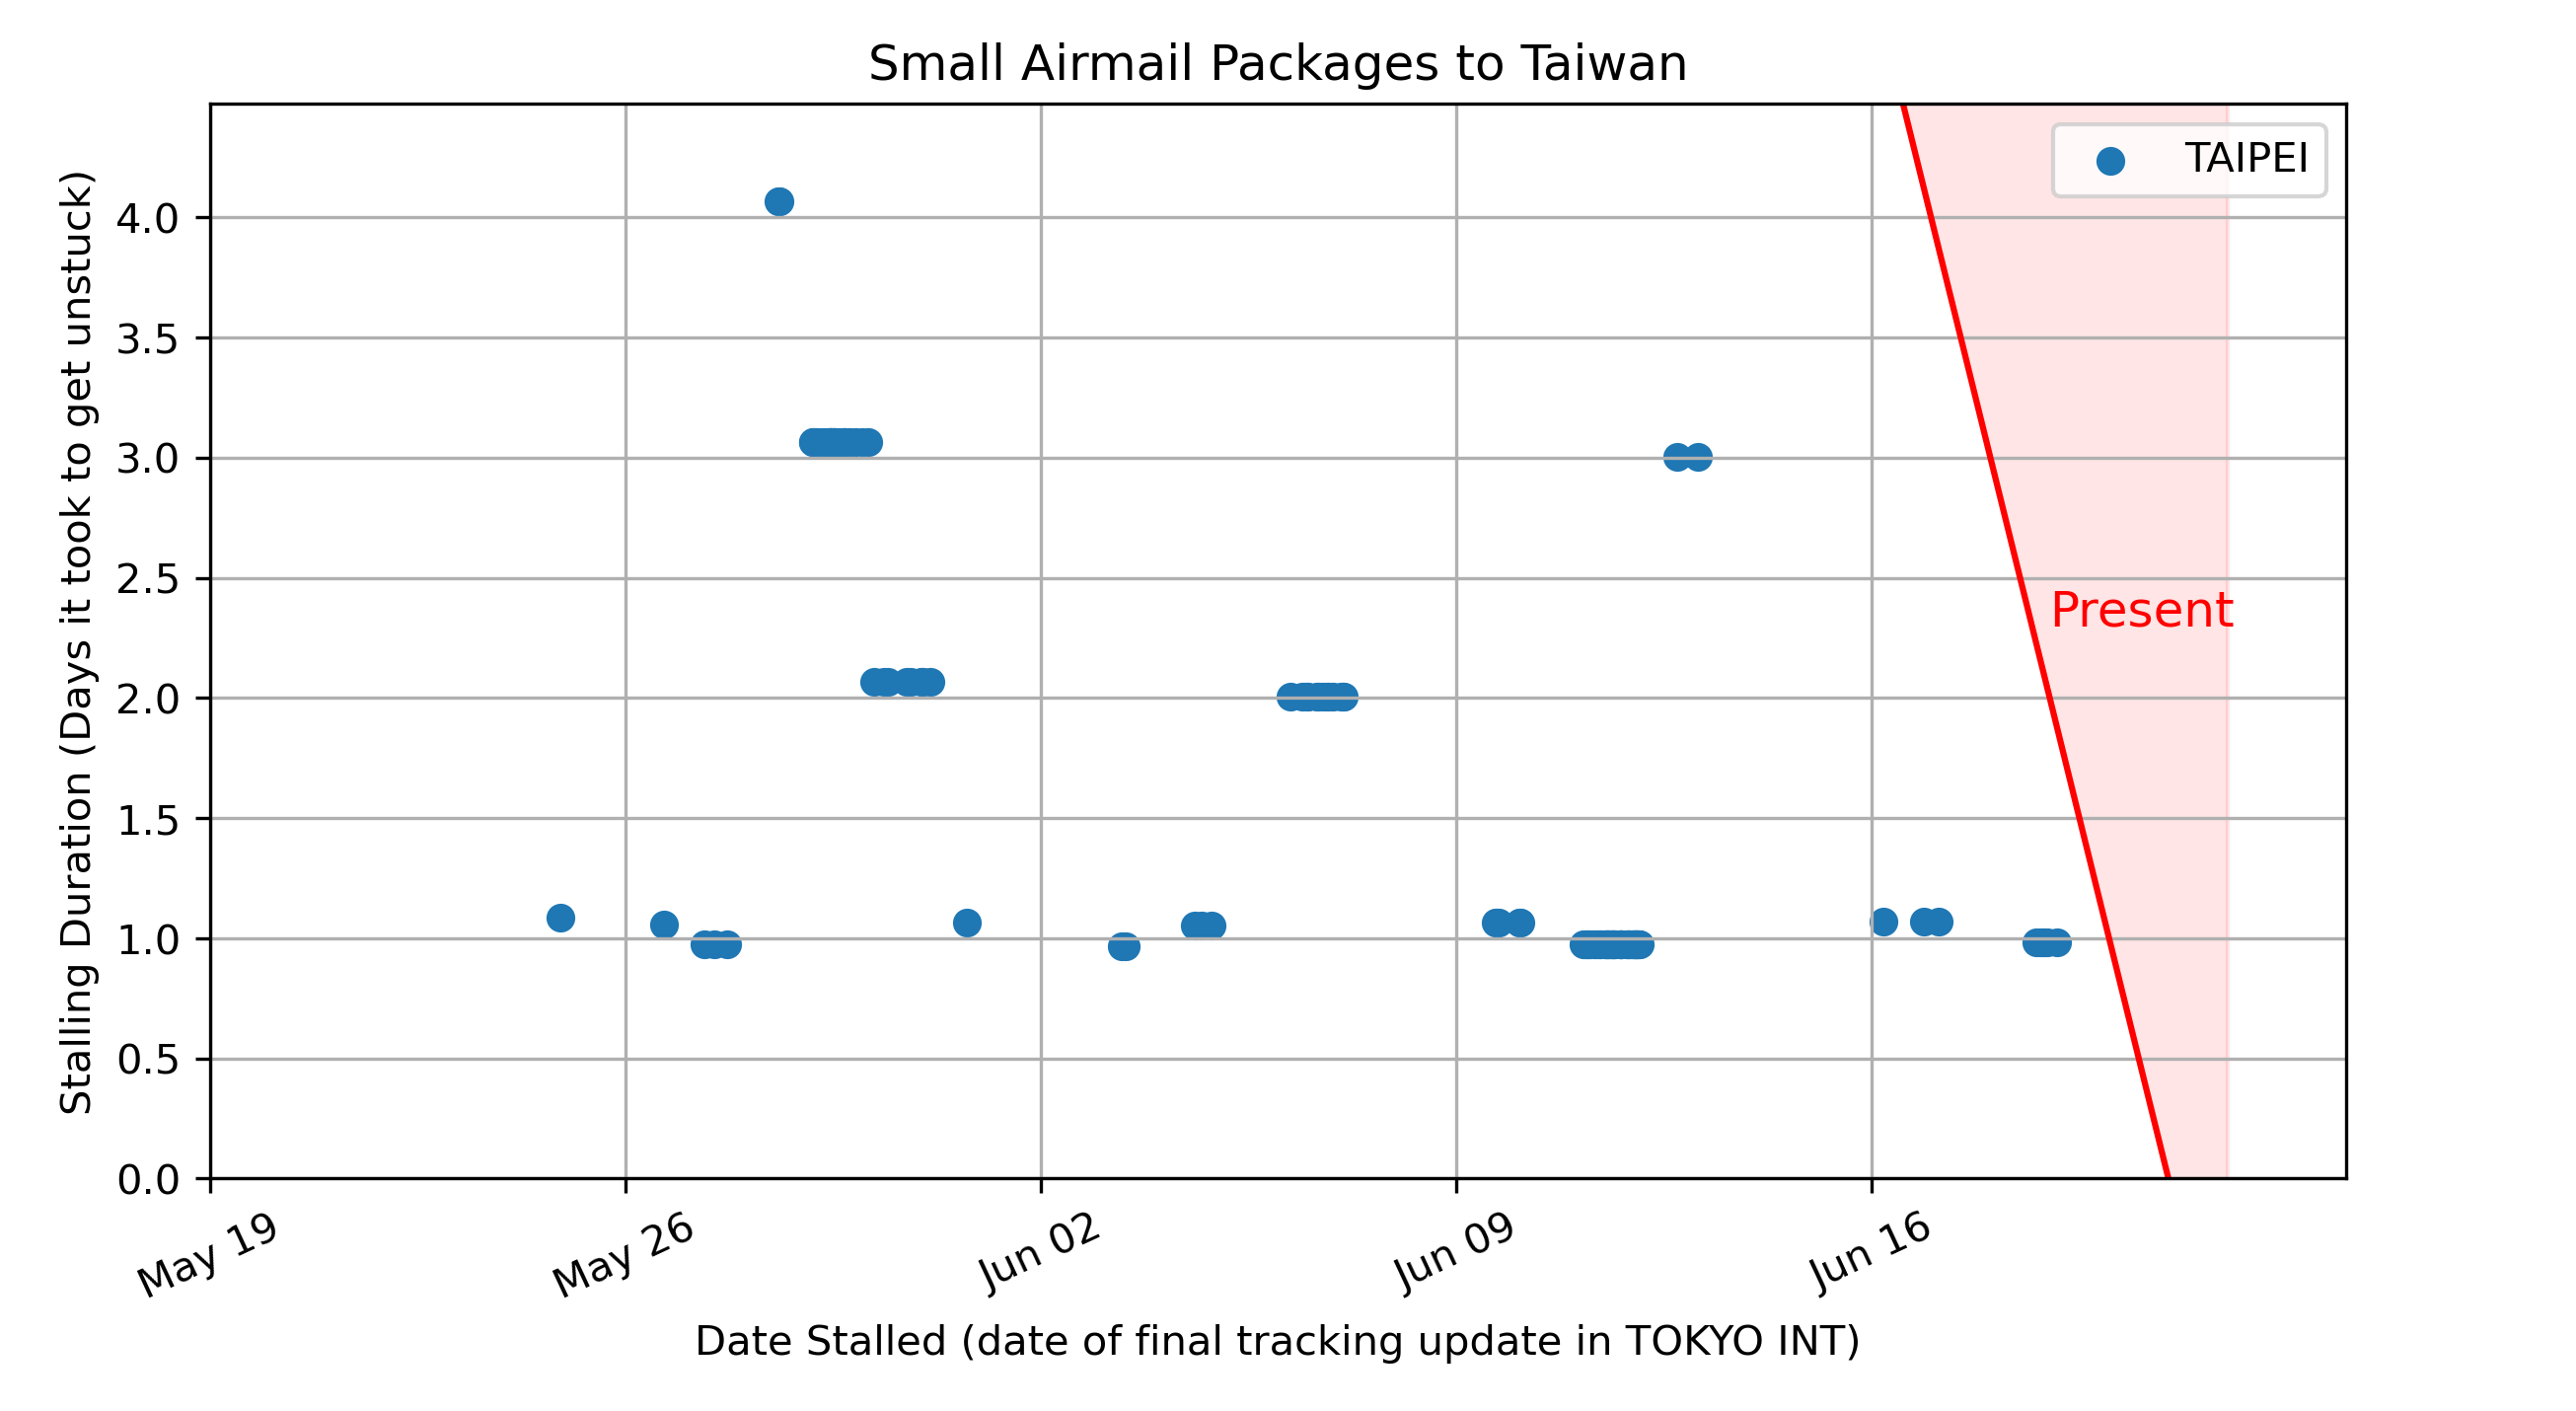 Small Airmail Packages to Taiwan
TAIPEI
Present
Stalling Duration (Days it took to get unstuck)
4.0
3.5
3.0
2.5
2.0
1.5
1.0
0.5
0.0
May 19
May 26
Jun 02
Jun 09
Jun 16
Date Stalled (date of final tracking update in TOKYO INT)